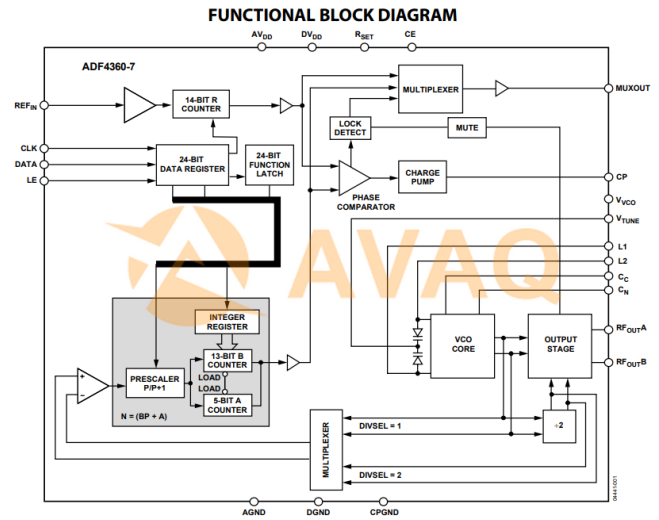 FUNCTIONAL BLOCK DIAGRAM
AVDD
DVDD
RSET
CE
ADF4360-7
REFIN
14-BIT R
COUNTER
MULTIPLEXER
MUXOUT
LOCK
DETECT
MUTE
CLK
DATA
LE
24-BIT
DATA REGISTER
24-BIT
FUNCTION
LATCH
PHASE
COMPARATOR
CHARGE
PUMP
CP
VVCO
VTUNE
L1
L2
CC
CN
AVAQ
INTEGER
REGISTER
13-BIT B
COUNTER
LOAD
LOAD
5-BIT A
COUNTER
PRESCALER
P/P+1
N = (BP + A)
VCO
CORE
OUTPUT
STAGE
RFOUTA
RFOUTB
MULTIPLEXER
DIVSEL = 1
DIVSEL = 2
÷2
AGND
DGND
CPGND
04441-001